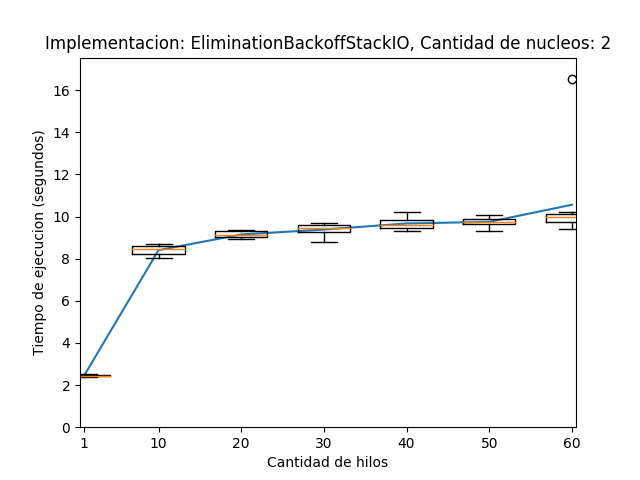 Implementacion: EliminationBackoffStackIO, Cantidad de nucleos: 2
Tiempo de ejecucion (segundos)
16
14
12
10
8
6
4
2
0
1 10 20 30 40 50 60
Cantidad de hilos